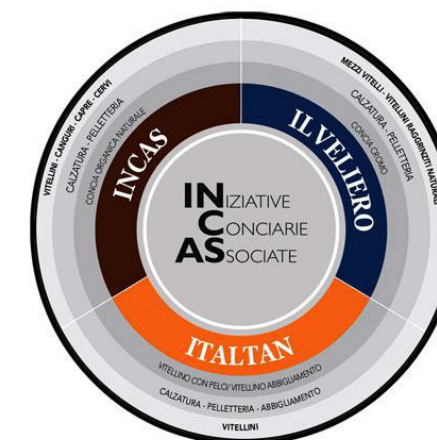 INIZIATIVE
CONCIARIE
ASSOCIATE
INCAS
CONCIA ORGANICA NATURALE
CALZATURA - PELLETTERIA
VITELLINI - CANGURI - CAPRE - CERVI
IL VELIERO
CONCIA CROMO
CALZATURA - PELLETTERIA
MEZZI VITELLI - VITELLINI RAGGRINZITI NATURALI
ITALTAN
VITELLINO CON PELO/ VITELLINO ABBIGLIAMENTO
CALZATURA - PELLETTERIA - ABBIGLIAMENTO
VITELLINI